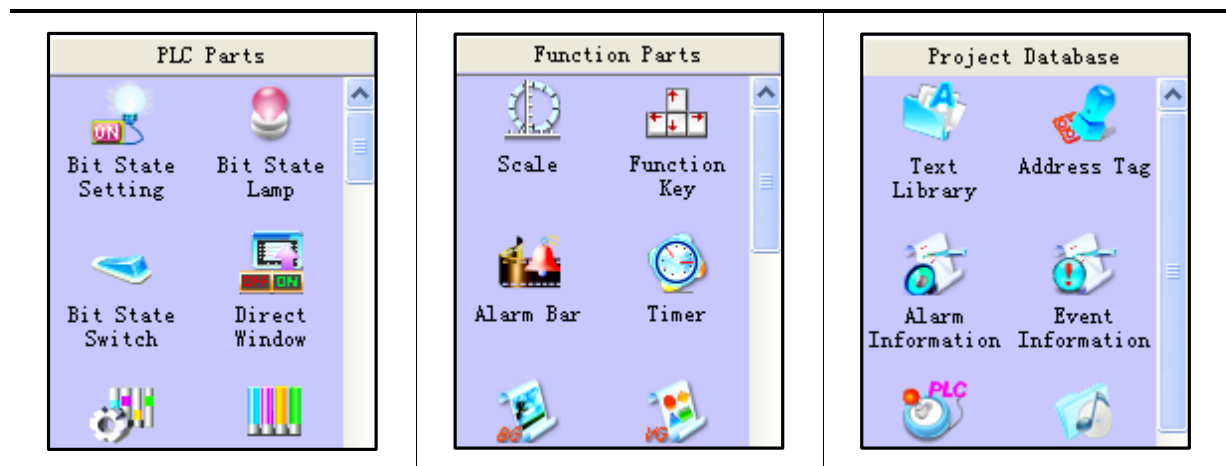 PLC Parts
ON
Bit State Setting
Bit State Lamp
Bit State Switch
OFF ON
Direct Window
Function Parts
Scale
Function Key
Alarm Bar
Timer
BG
VG
Project Database
A
Text Library
Address Tag
Alarm Information
Event Information
PLC